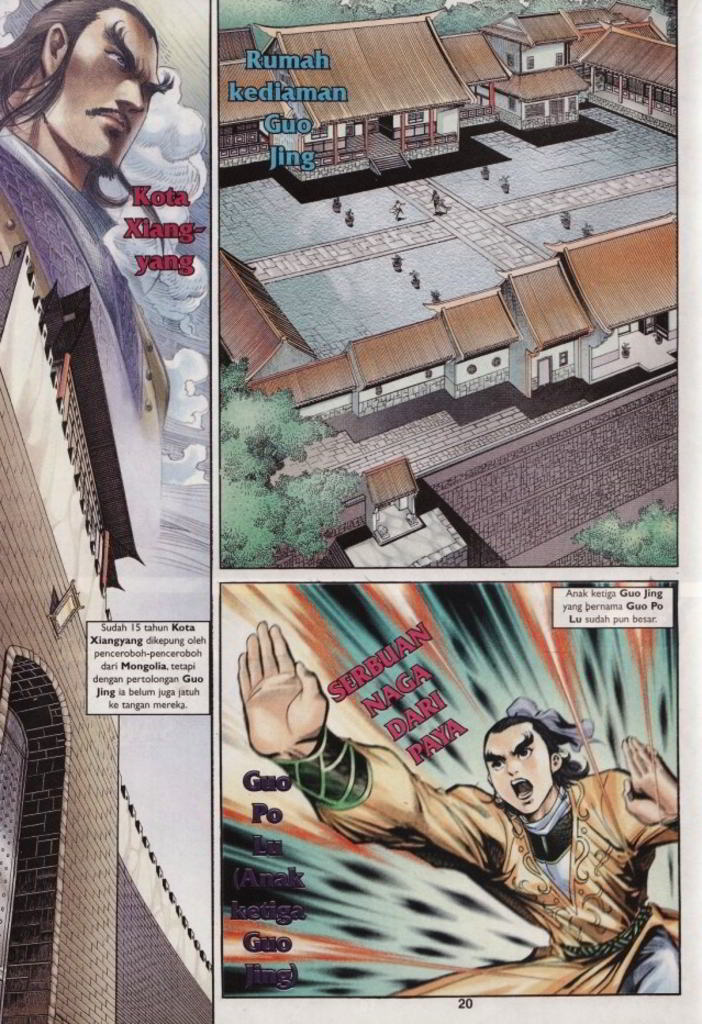 Kota
Xiang-
yang
Sudah 15 tahun Kota
Xiangyang dikepung oleh
penceroboh-penceroboh
dari Mongolia, tetapi
dengan pertolongan Guo
Jing ia belum juga jatuh
ke tangan mereka.
Rumah
kediaman
Guo
Jing
Anak ketiga Guo Jing
yang bernama Guo Po
Lu sudah pun besar.
SERBUAN
NAGA
DARI
PAYA
Guo
Po
Lu
(Anak
ketiga
Guo
Jing)
20